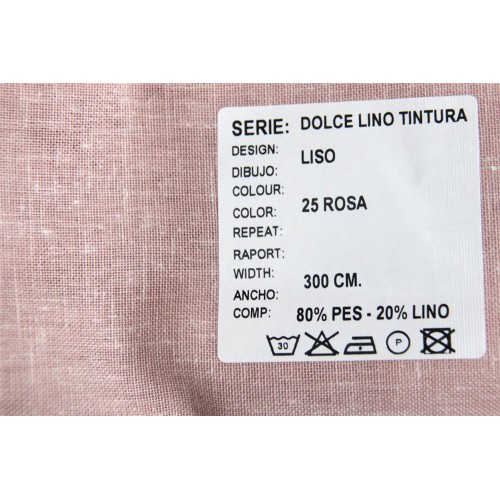 SERIE: DOLCE LINO TINTURA
DESIGN:
DIBUJO: LISO
COLOUR:
COLOR: 25 ROSA
REPEAT:
RAPORT:
WIDTH: 300 CM.
ANCHO:
COMP: 80% PES - 20% LINO
30 P